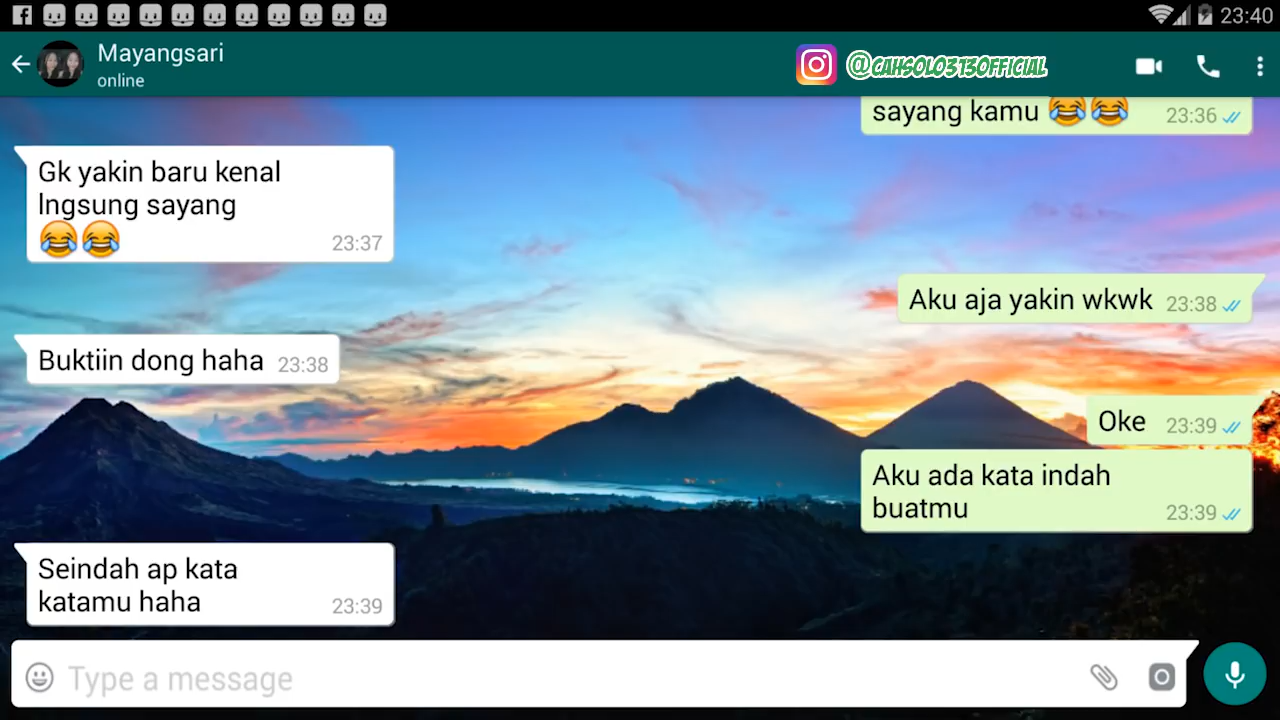 23:40
Mayangsari
online
@CAHSOLO313OFFICIAL
sayang kamu 😂😂 23:36
Gk yakin baru kenal
lngsung sayang
😂😂 23:37
Aku aja yakin wkwk 23:38
Buktiin dong haha 23:38
Oke 23:39
Aku ada kata indah
buatmu 23:39
Seindah ap kata
katamu haha 23:39
Type a message